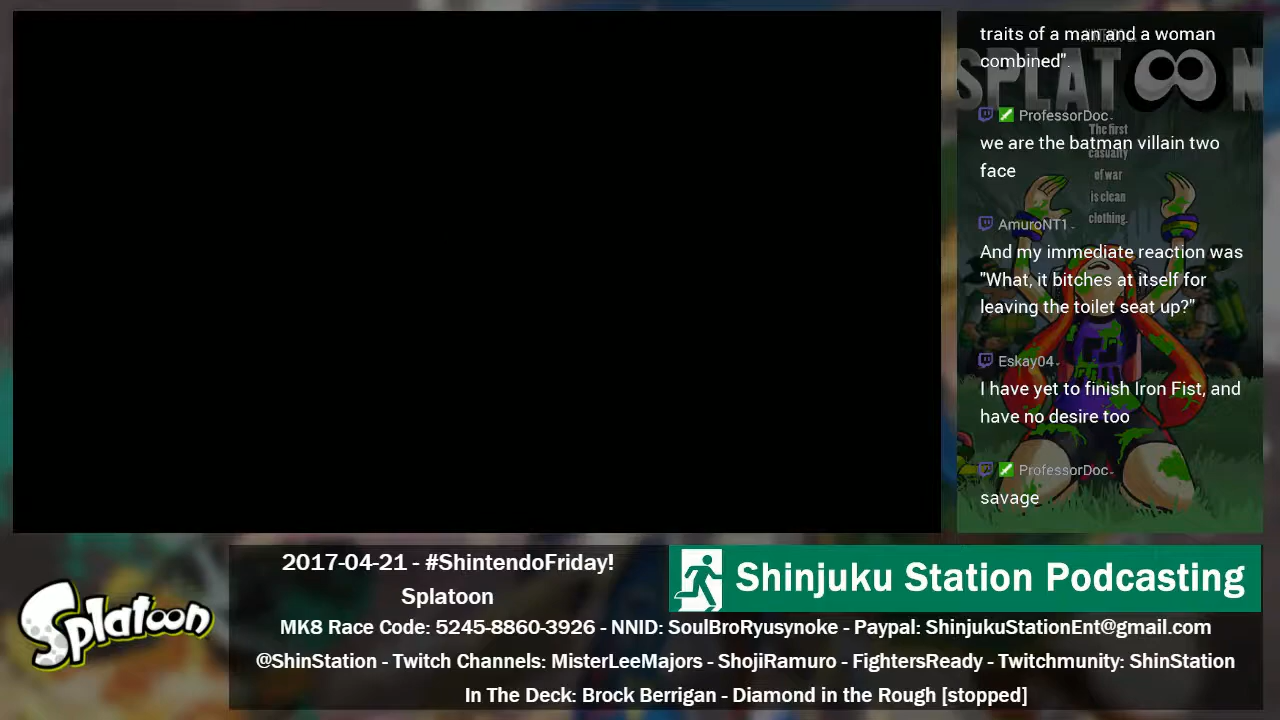 traits of a man and a woman
combined".
SPLATOON
ProfessorDoc
we are the batman villain two
face
The first
casualty
of war
is clean
clothing.
AmuroNT1
And my immediate reaction was
"What, it bitches at itself for
leaving the toilet seat up?"
Eskay04
I have yet to finish Iron Fist, and
have no desire too
ProfessorDoc
savage
Splatoon
2017-04-21 - #ShintendoFriday!
Splatoon
Shinjuku Station Podcasting
MK8 Race Code: 5245-8860-3926 - NNID: SoulBroRyusynoke - Paypal: ShinjukuStationEnt@gmail.com
@ShinStation - Twitch Channels: MisterLeeMajors - ShojiRamuro - FightersReady - Twitchmunity: ShinStation
In The Deck: Brock Berrigan - Diamond in the Rough [stopped]